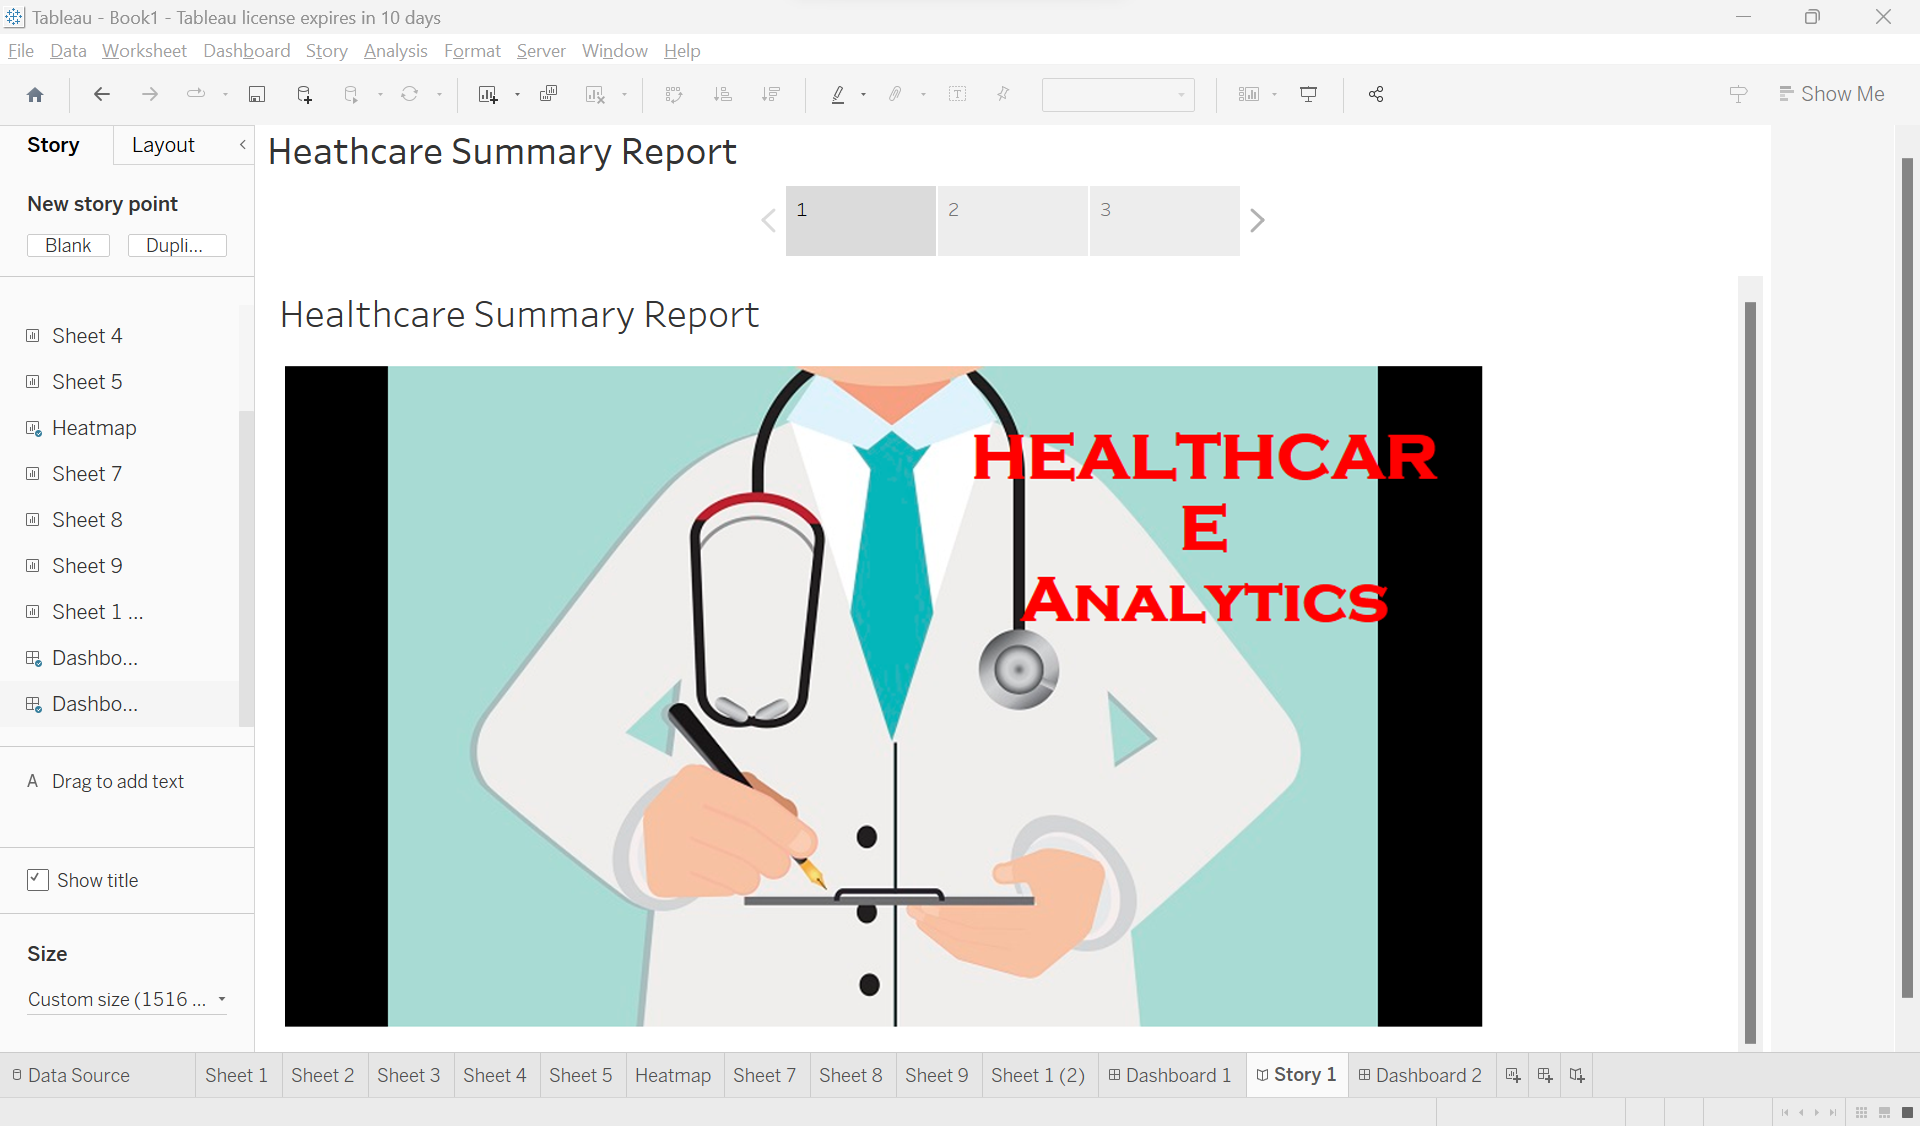 Tableau - Book1 - Tableau license expires in 10 days
File Data Worksheet Dashboard Story Analysis Format Server Window Help
Show Me
Story Layout
Heathcare Summary Report
New story point
Blank Dupli...
1 2 3
Healthcare Summary Report
Sheet 4
Sheet 5
Heatmap
Sheet 7
Sheet 8
Sheet 9
Sheet 1 ...
Dashbo...
Dashbo...
HEALTHCAR
E
ANALYTICS
A Drag to add text
Show title
Size
Custom size (1516 ...
Data Source Sheet 1 Sheet 2 Sheet 3 Sheet 4 Sheet 5 Heatmap Sheet 7 Sheet 8 Sheet 9 Sheet 1 (2) Dashboard 1 Story 1 Dashboard 2